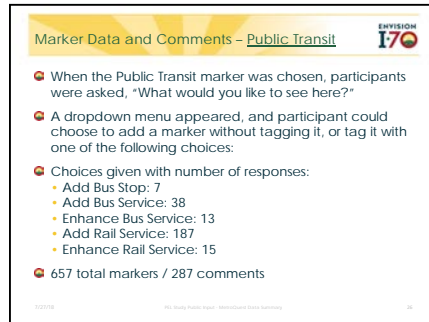 Marker Data and Comments – Public Transit
ENVISION
I-70
When the Public Transit marker was chosen, participants
were asked, “What would you like to see here?”
A dropdown menu appeared, and participant could
choose to add a marker without tagging it, or tag it with
one of the following choices:
Choices given with number of responses:
• Add Bus Stop: 7
• Add Bus Service: 38
• Enhance Bus Service: 13
• Add Rail Service: 187
• Enhance Rail Service: 15
657 total markers / 287 comments